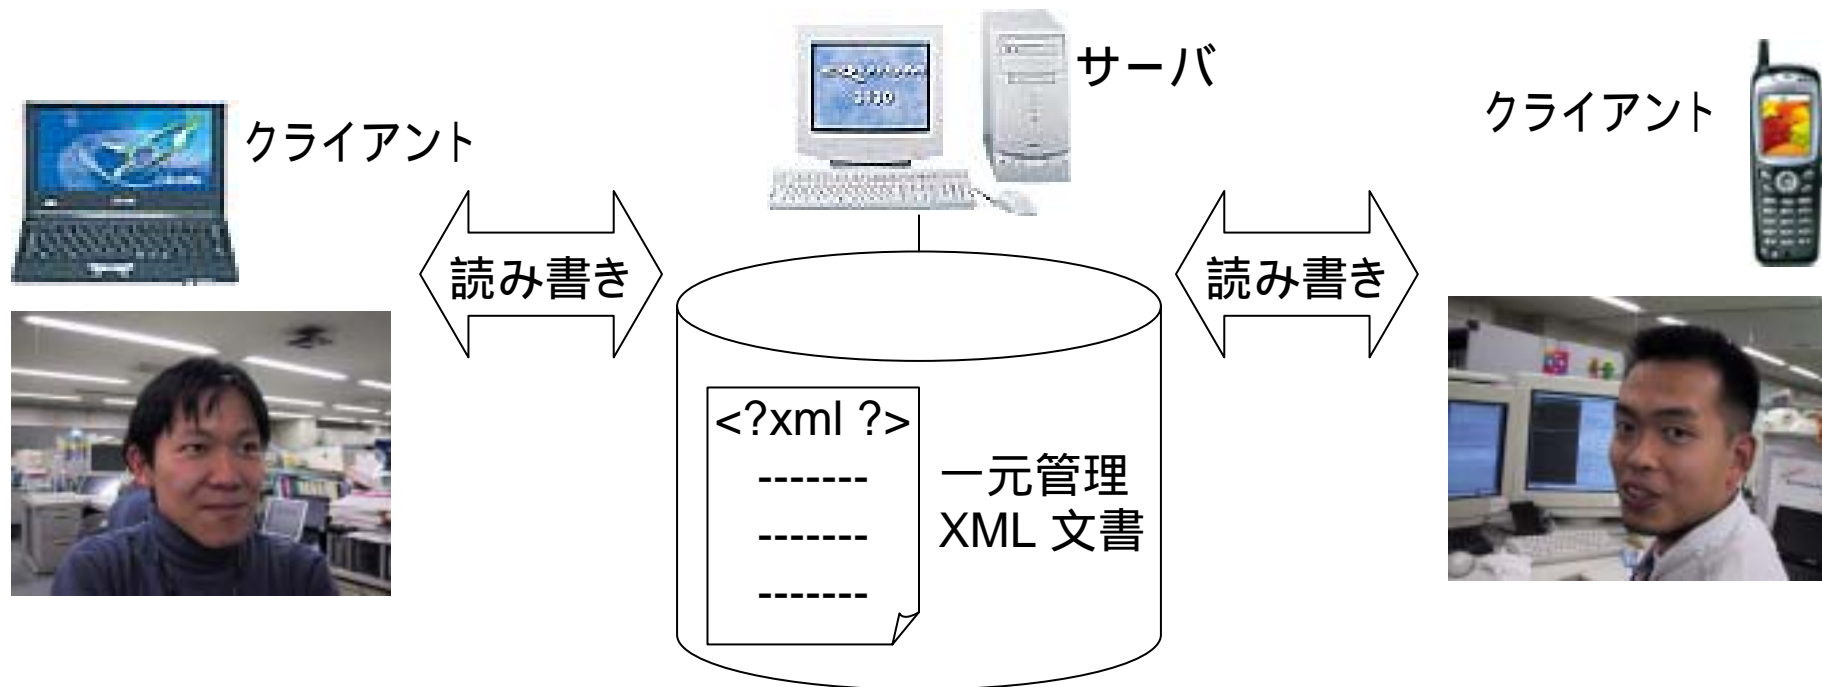 サーバ
クライアント
クライアント
読み書き
読み書き
<?xml ?>
-------
-------
-------
一元管理
XML 文書